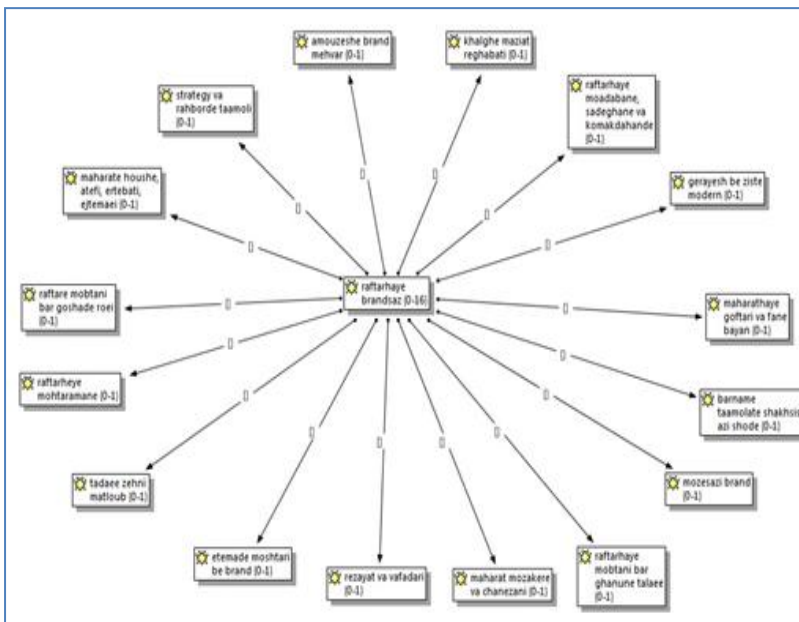 amouzeshe brand
mehvar (0-1)
khalghe maziat
reghabati (0-1)
strategy va
rahborde taamoli
(0-1)
raftarhaye
moadabane,
sadeghane va
komakdahande
(0-1)
maharate houshe,
atefi, ertebati,
ejtemaei (0-1)
gerayesh be ziste
modern (0-1)
raftarhaye
brandsaz (0-16)
raftare mobtani
bar goshade roei
(0-1)
maharathaye
goftari va fane
bayan (0-1)
raftarheye
mohtaramane (0-1)
barname
taamolate shakhsis
azi shode (0-1)
tadaee zehni
matloub (0-1)
mozesazi brand
(0-1)
etemade moshtari
be brand (0-1)
rezayat va vafadari
(0-1)
maharat mozakere
va chanezani (0-1)
raftarhaye
mobtani bar
ghanune talaee
(0-1)